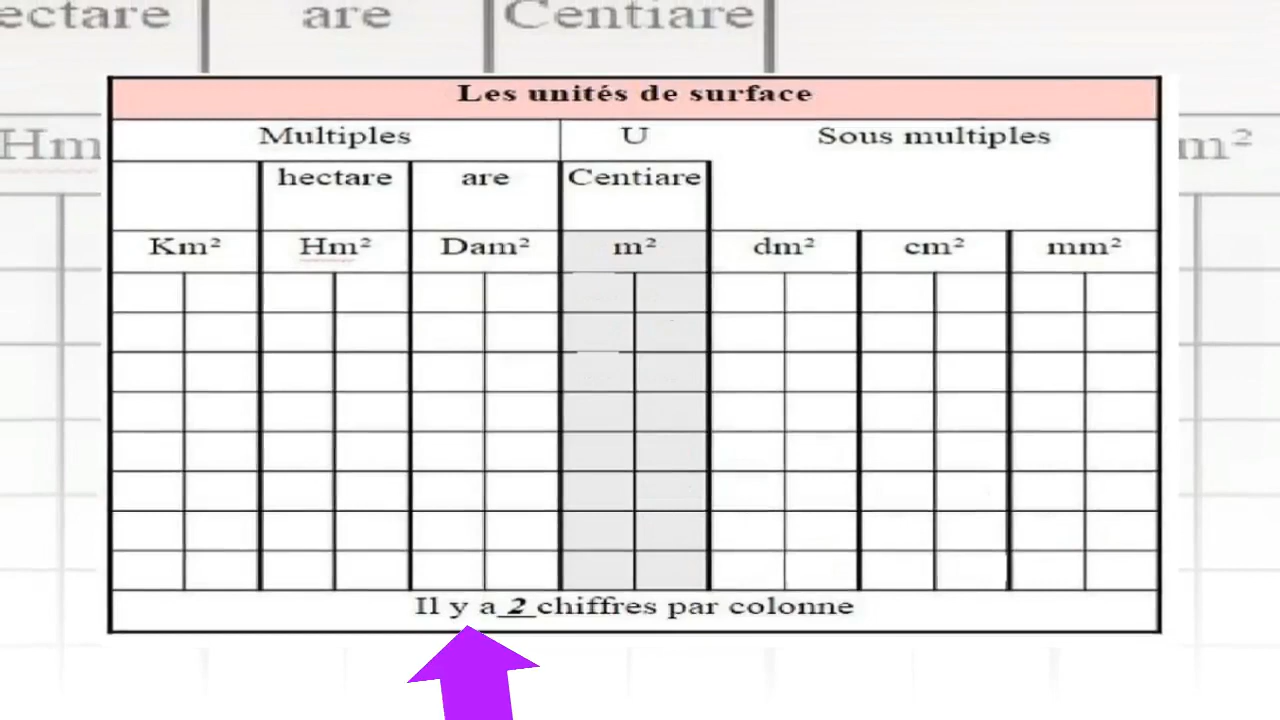 ectare are Centiare
Les unités de surface
Multiples U Sous multiples
hectare are Centiare
Hm m²
Km² Hm² Dam² m² dm² cm² mm²
Il y a 2 chiffres par colonne